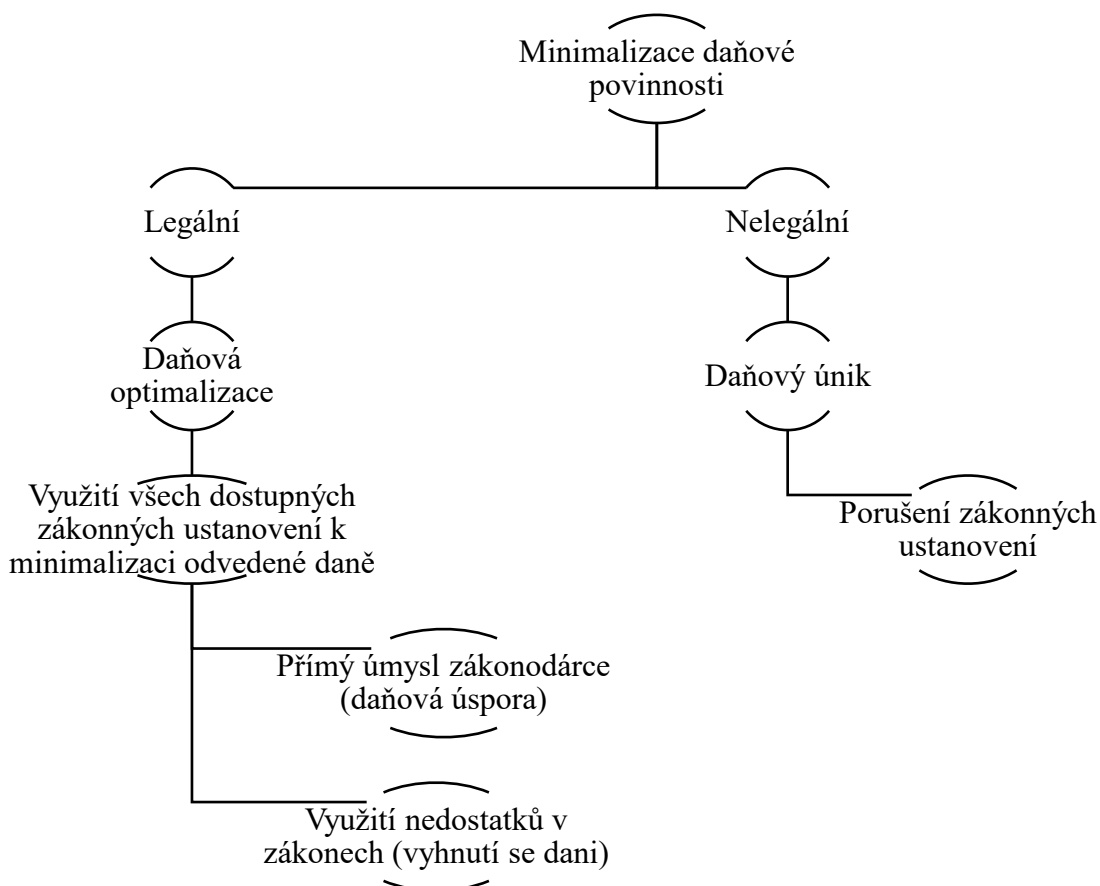 Minimalizace daňové
povinnosti
Legální
Nelegální
Daňová
optimalizace
Daňový únik
Využití všech dostupných
zákonných ustanovení k
minimalizaci odvedené daně
Porušení zákonných
ustanovení
Přímý úmysl zákonodárce
(daňová úspora)
Využití nedostatků v
zákonech (vyhnutí se dani)